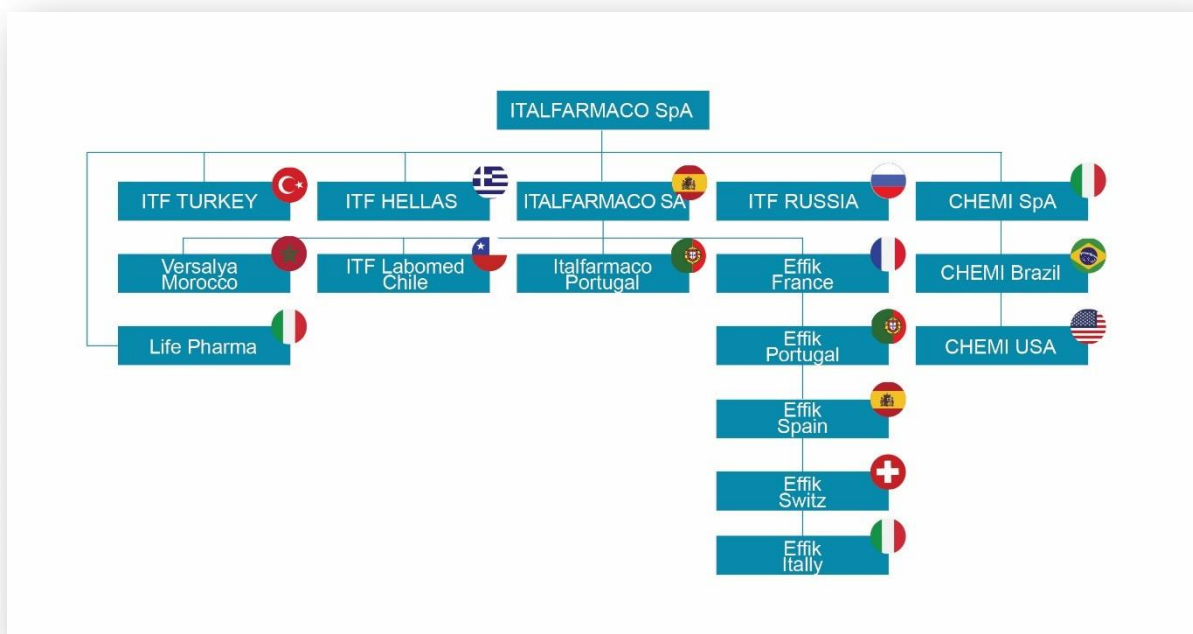 ITALFARMACO SpA
ITF TURKEY
ITF HELLAS
ITALFARMACO SA
ITF RUSSIA
CHEMI SpA
Versalya
Morocco
ITF Labomed
Chile
Italfarmaco
Portugal
Effik
France
CHEMI Brazil
Life Pharma
Effik
Portugal
CHEMI USA
Effik
Spain
Effik
Switz
Effik
Itally